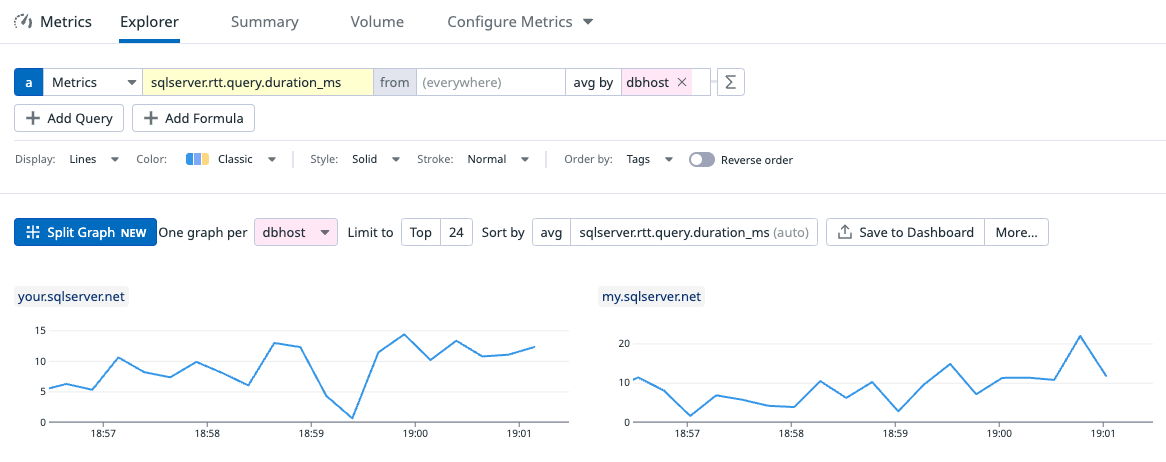 Metrics Explorer Summary Volume Configure Metrics
a Metrics sqlserver.rtt.query.duration_ms from (everywhere) avg by dbhost × Σ
+ Add Query + Add Formula
Display: Lines Color: Classic Style: Solid Stroke: Normal Order by: Tags Reverse order
Split Graph NEW One graph per dbhost Limit to Top 24 Sort by avg sqlserver.rtt.query.duration_ms (auto) Save to Dashboard More...
your.sqlserver.net
15
10
5
0
18:57 18:58 18:59 19:00 19:01
my.sqlserver.net
20
10
0
18:57 18:58 18:59 19:00 19:01